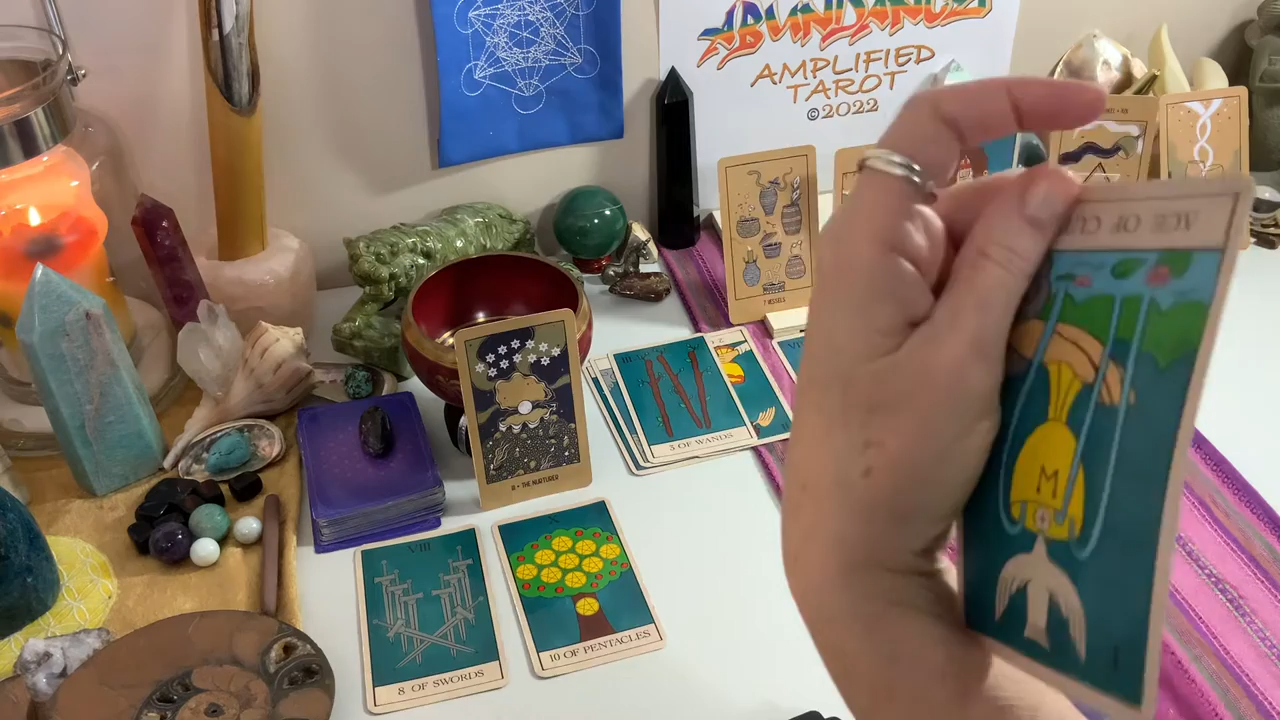 ABUNDANCE
AMPLIFIED
TAROT
©2022
7 VESSELS
III
3 OF WANDS
VIII
8 OF SWORDS
X
10 OF PENTACLES
ACE OF
M
I